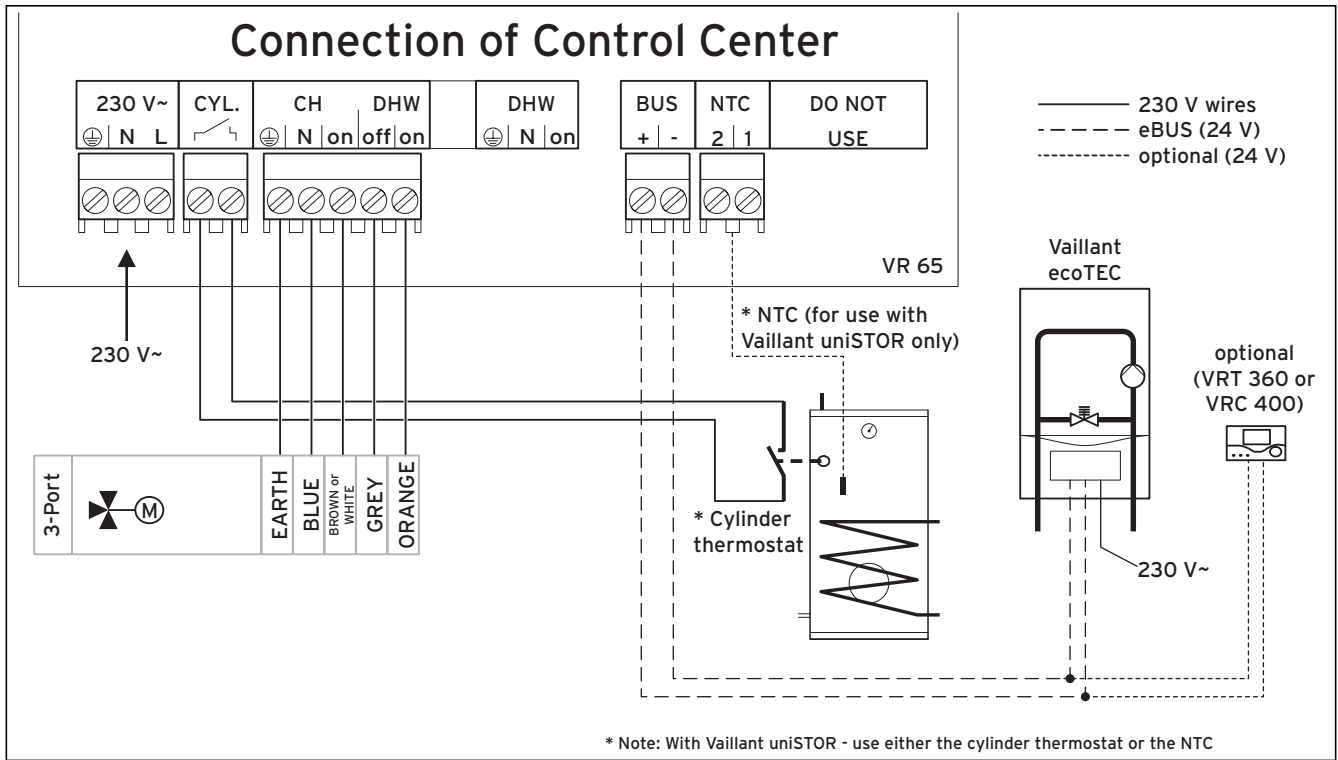 Connection of Control Center
230 V~ CYL. CH DHW DHW BUS NTC DO NOT
N L N on off on N on + - 2 1 USE
230 V wires
eBUS (24 V)
optional (24 V)
VR 65
230 V~
* NTC (for use with
Vaillant uniSTOR only)
Vaillant
ecoTEC
optional
(VRT 360 or
VRC 400)
3-Port
M
EARTH
BLUE
BROWN or
WHITE
GREY
ORANGE
* Cylinder
thermostat
230 V~
* Note: With Vaillant uniSTOR - use either the cylinder thermostat or the NTC